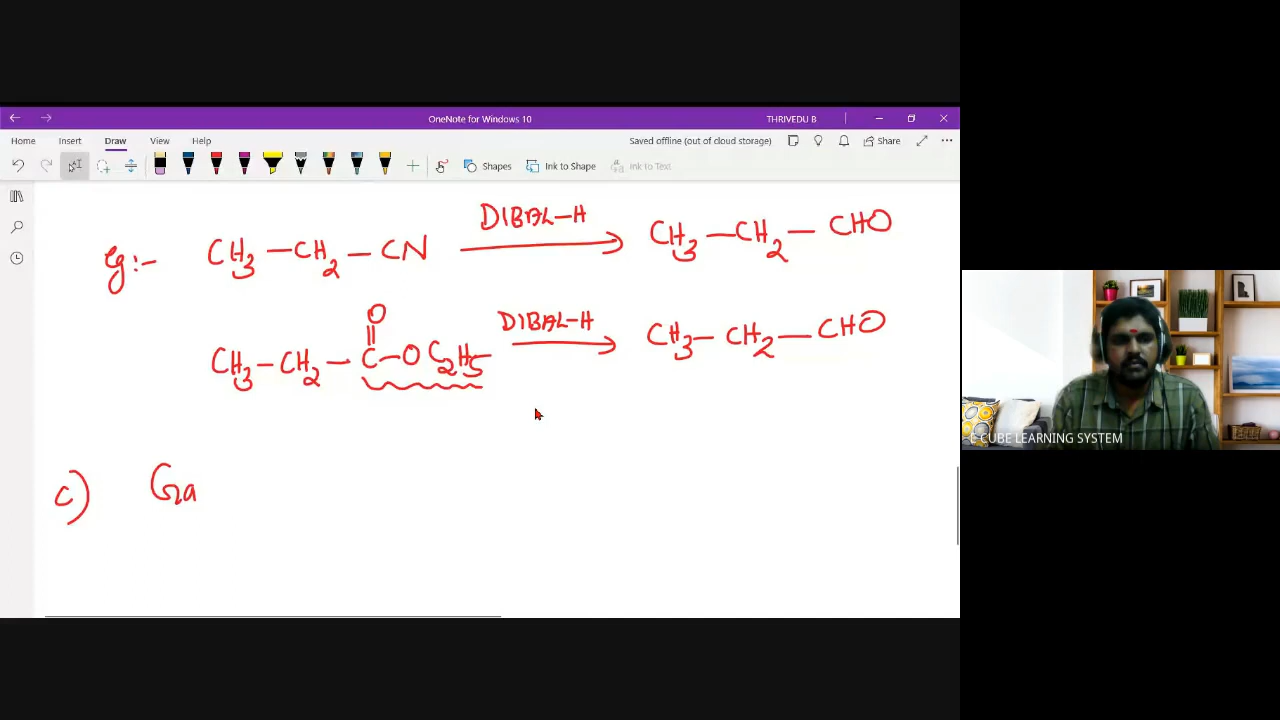 OneNote for Windows 10
THRIVEDU B
Home Insert Draw View Help
Saved offline (out of cloud storage)
Share
Shapes
Ink to Shape
Ink to Text
eg:- CH3-CH2-CN DIBAL-H → CH3-CH2-CHO
O
CH3-CH2-C-OC2H5 DIBAL-H → CH3-CH2-CHO
c) Ga
E CUBE LEARNING SYSTEM